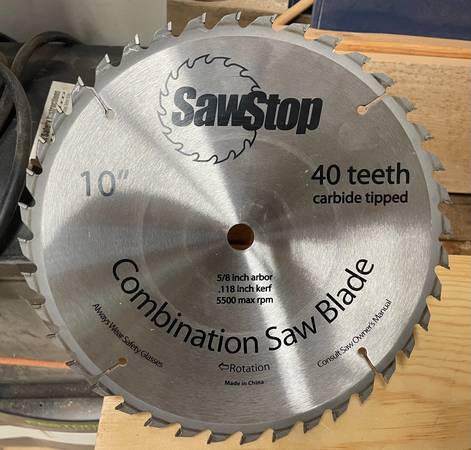 SawStop
10"
40 teeth
carbide tipped
5/8 inch arbor
.118 inch kerf
5500 max rpm
Combination Saw Blade
Always Wear Safety Glasses
Consult Saw Owner's Manual
⇦Rotation
Made in China